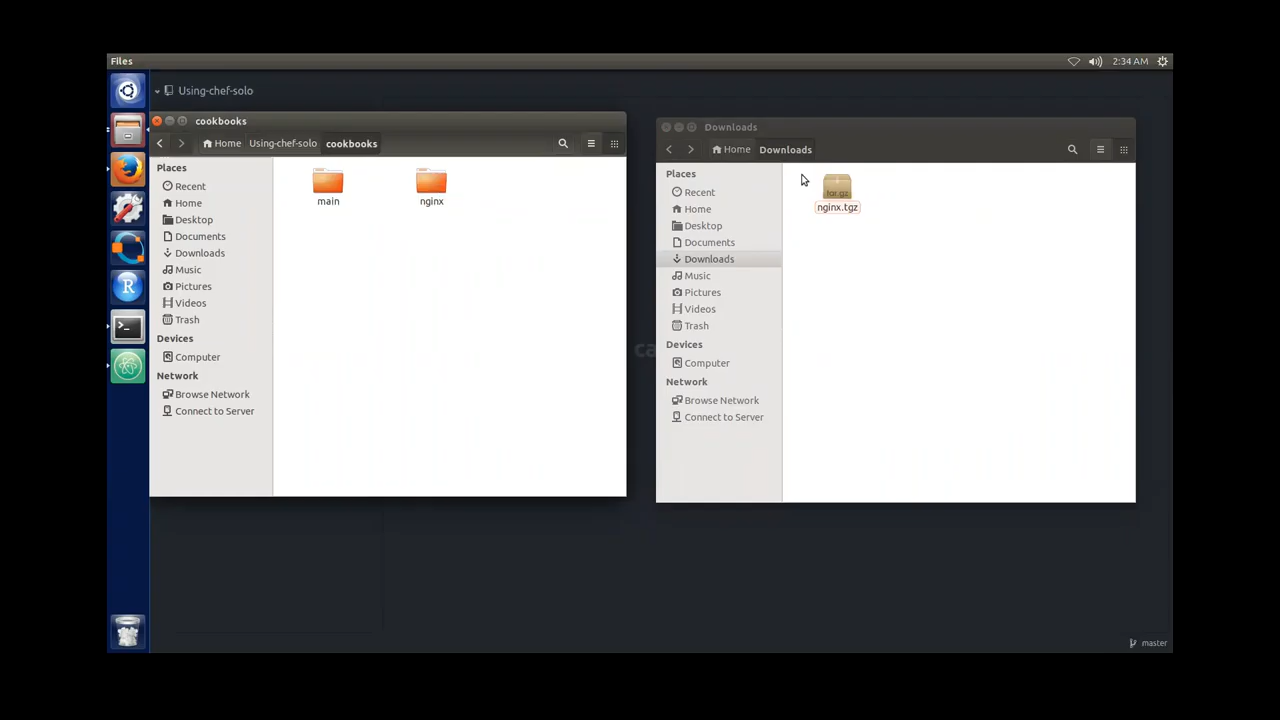 Files
2:34 AM
Using-chef-solo
cookbooks
Home Using-chef-solo cookbooks
Places
Recent
Home
Desktop
Documents
Downloads
Music
Pictures
Videos
Trash
Devices
Computer
Network
Browse Network
Connect to Server
main
nginx
Downloads
Home Downloads
Places
Recent
Home
Desktop
Documents
Downloads
Music
Pictures
Videos
Trash
Devices
Computer
Network
Browse Network
Connect to Server
tar.gz
nginx.tgz
ca
R
>_
master